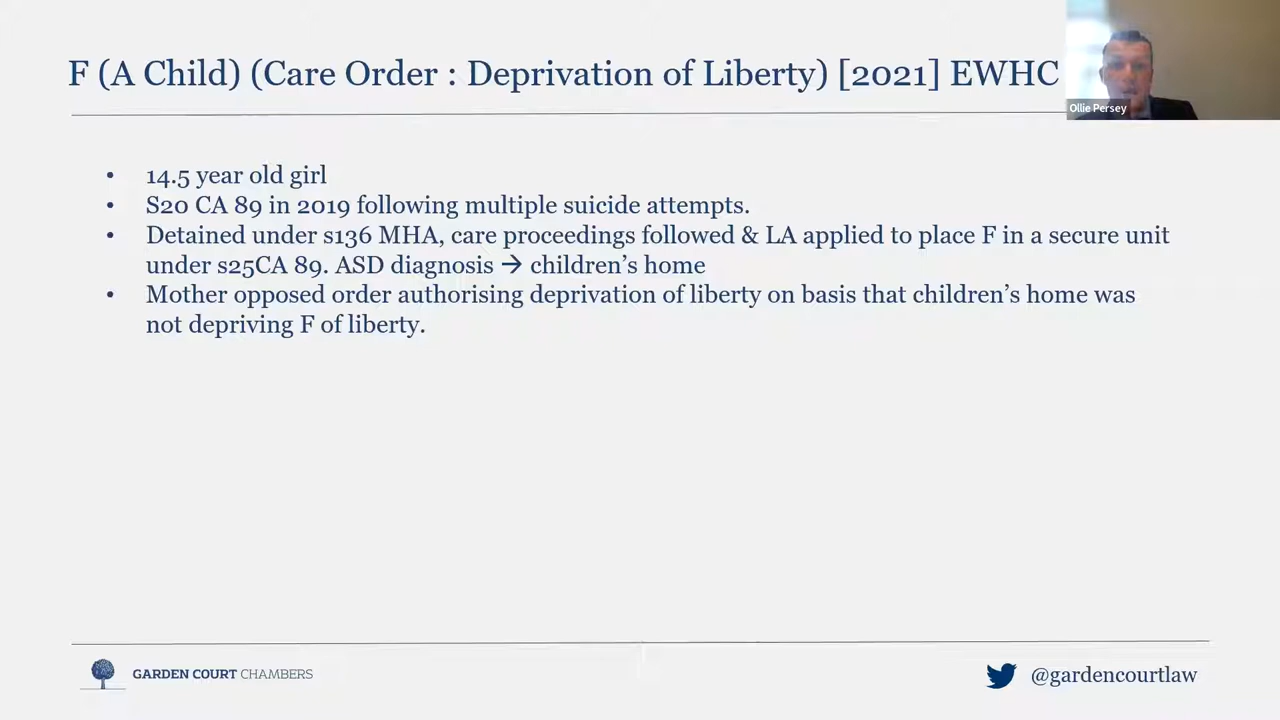 F (A Child) (Care Order : Deprivation of Liberty) [2021] EWHC
Ollie Persey
• 14.5 year old girl
• S20 CA 89 in 2019 following multiple suicide attempts.
• Detained under s136 MHA, care proceedings followed & LA applied to place F in a secure unit
under s25CA 89. ASD diagnosis → children's home
• Mother opposed order authorising deprivation of liberty on basis that children's home was
not depriving F of liberty.
GARDEN COURT CHAMBERS
@gardencourtlaw